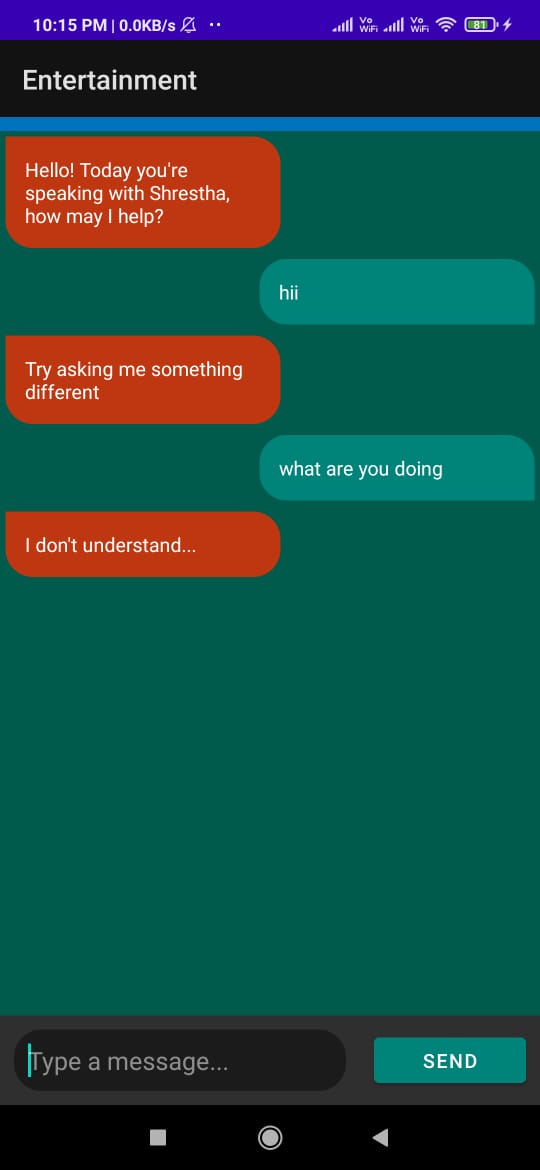 10:15 PM | 0.0KB/s
Vo
WiFi
Vo
WiFi
81
Entertainment
Hello! Today you're
speaking with Shrestha,
how may I help?
hii
Try asking me something
different
what are you doing
I don't understand...
Type a message...
SEND